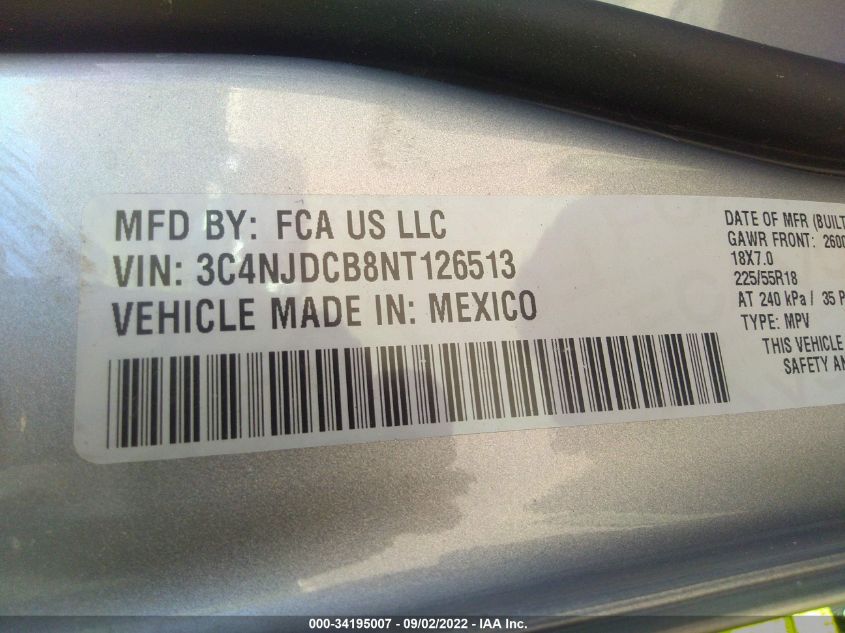 MFD BY: FCA US LLC
VIN: 3C4NJDCB8NT126513
VEHICLE MADE IN: MEXICO
DATE OF MFR (BUILT
GAWR FRONT: 2600
18X7.0
225/55R18
AT 240 kPa / 35 P
TYPE: MPV
THIS VEHICLE
SAFETY AN
000-34195007 - 09/02/2022 - IAA Inc.